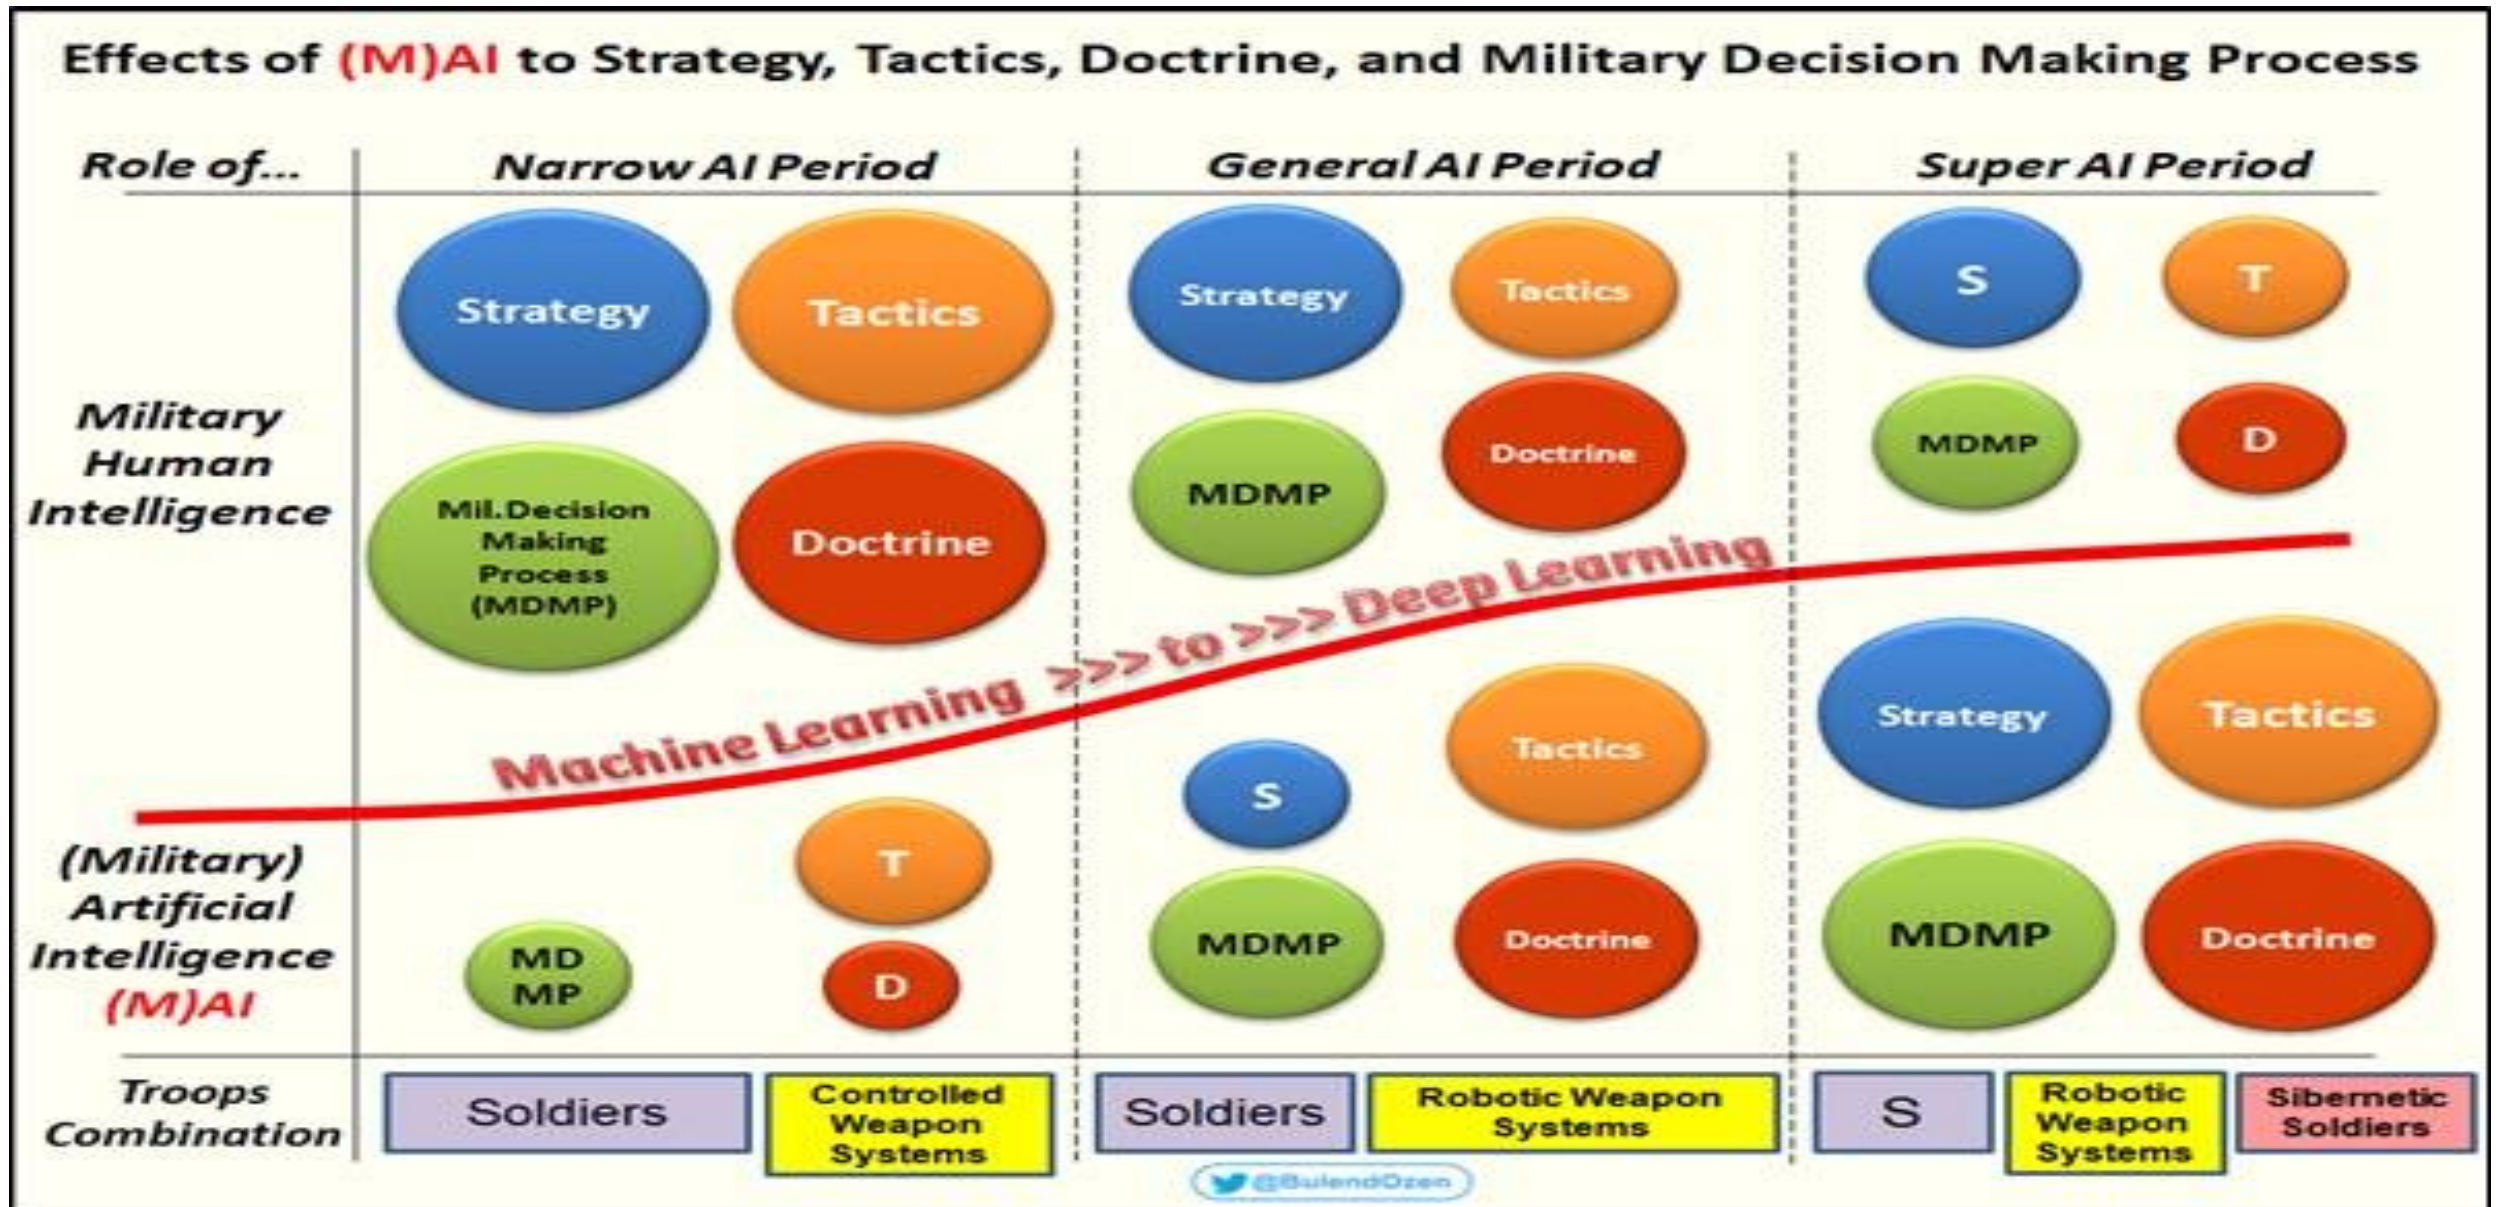 Effects of (M)AI to Strategy, Tactics, Doctrine, and Military Decision Making Process
Role of...
Narrow AI Period
General AI Period
Super AI Period
Military
Human
Intelligence
Strategy
Tactics
Mil.Decision
Making
Process
(MDMP)
Doctrine
Strategy
Tactics
MDMP
Doctrine
S
T
MDMP
D
Machine Learning >>> to >>> Deep Learning
(Military)
Artificial
Intelligence
(M)AI
T
MD
MP
D
S
Tactics
MDMP
Doctrine
Strategy
Tactics
MDMP
Doctrine
Troops
Combination
Soldiers
Controlled
Weapon
Systems
Soldiers
Robotic Weapon
Systems
S
Robotic
Weapon
Systems
Sibernetic
Soldiers
@BulendOzen